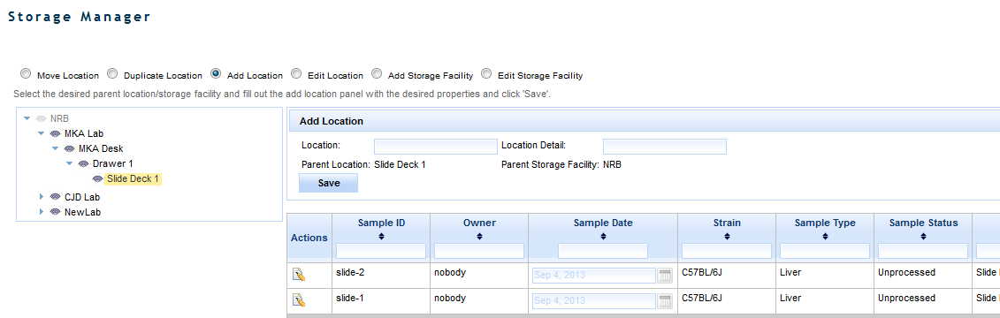 Storage Manager
Move Location Duplicate Location Add Location Edit Location Add Storage Facility Edit Storage Facility
Select the desired parent location/storage facility and fill out the add location panel with the desired properties and click 'Save'.
NRB
MKA Lab
MKA Desk
Drawer 1
Slide Deck 1
CJD Lab
NewLab
Add Location
Location: Location Detail:
Parent Location: Slide Deck 1 Parent Storage Facility: NRB
Save
Actions Sample ID Owner Sample Date Strain Sample Type Sample Status
slide-2 nobody Sep 4, 2013 C57BL/6J Liver Unprocessed Slide
slide-1 nobody Sep 4, 2013 C57BL/6J Liver Unprocessed Slide